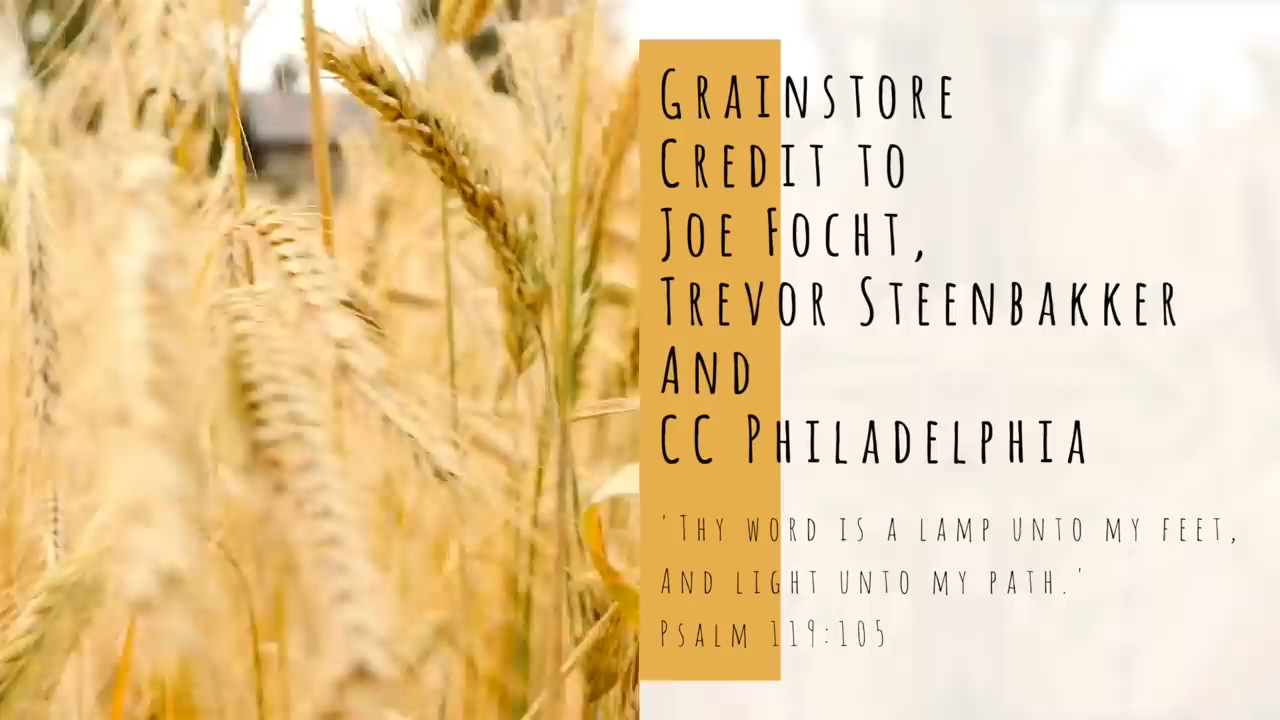 Grainstore
Credit to
Joe Focht,
Trevor Steenbakker
And
CC Philadelphia
'Thy word is a lamp unto my feet,
And light unto my path.'
Psalm 119:105